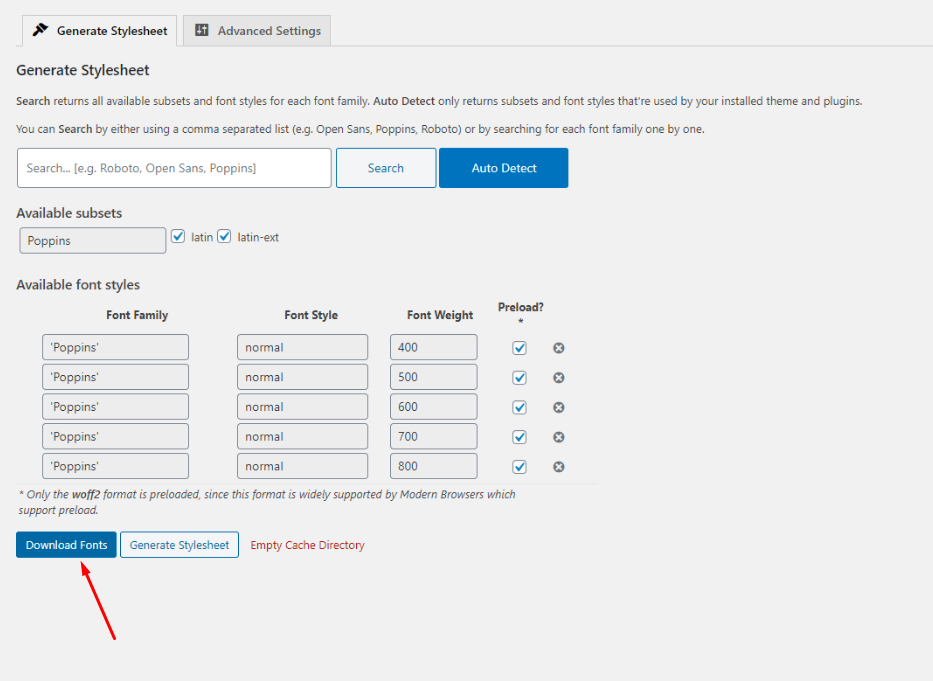 Generate Stylesheet Advanced Settings
Generate Stylesheet
Search returns all available subsets and font styles for each font family. Auto Detect only returns subsets and font styles that're used by your installed theme and plugins.
You can Search by either using a comma separated list (e.g. Open Sans, Poppins, Roboto) or by searching for each font family one by one.
Search... [e.g. Roboto, Open Sans, Poppins] Search Auto Detect
Available subsets
Poppins latin latin-ext
Available font styles
Font Family Font Style Font Weight Preload? *
'Poppins' normal 400
'Poppins' normal 500
'Poppins' normal 600
'Poppins' normal 700
'Poppins' normal 800
* Only the woff2 format is preloaded, since this format is widely supported by Modern Browsers which
support preload.
Download Fonts Generate Stylesheet Empty Cache Directory